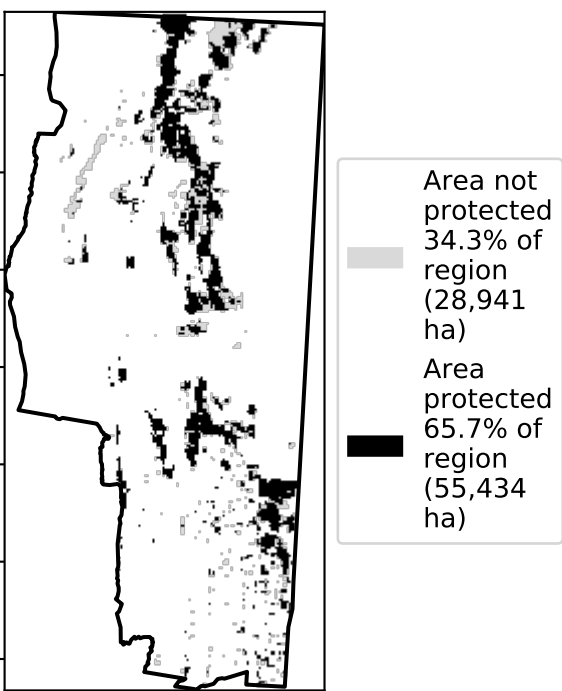 Area not
protected
34.3% of
region
(28,941
ha)
Area
protected
65.7% of
region
(55,434
ha)